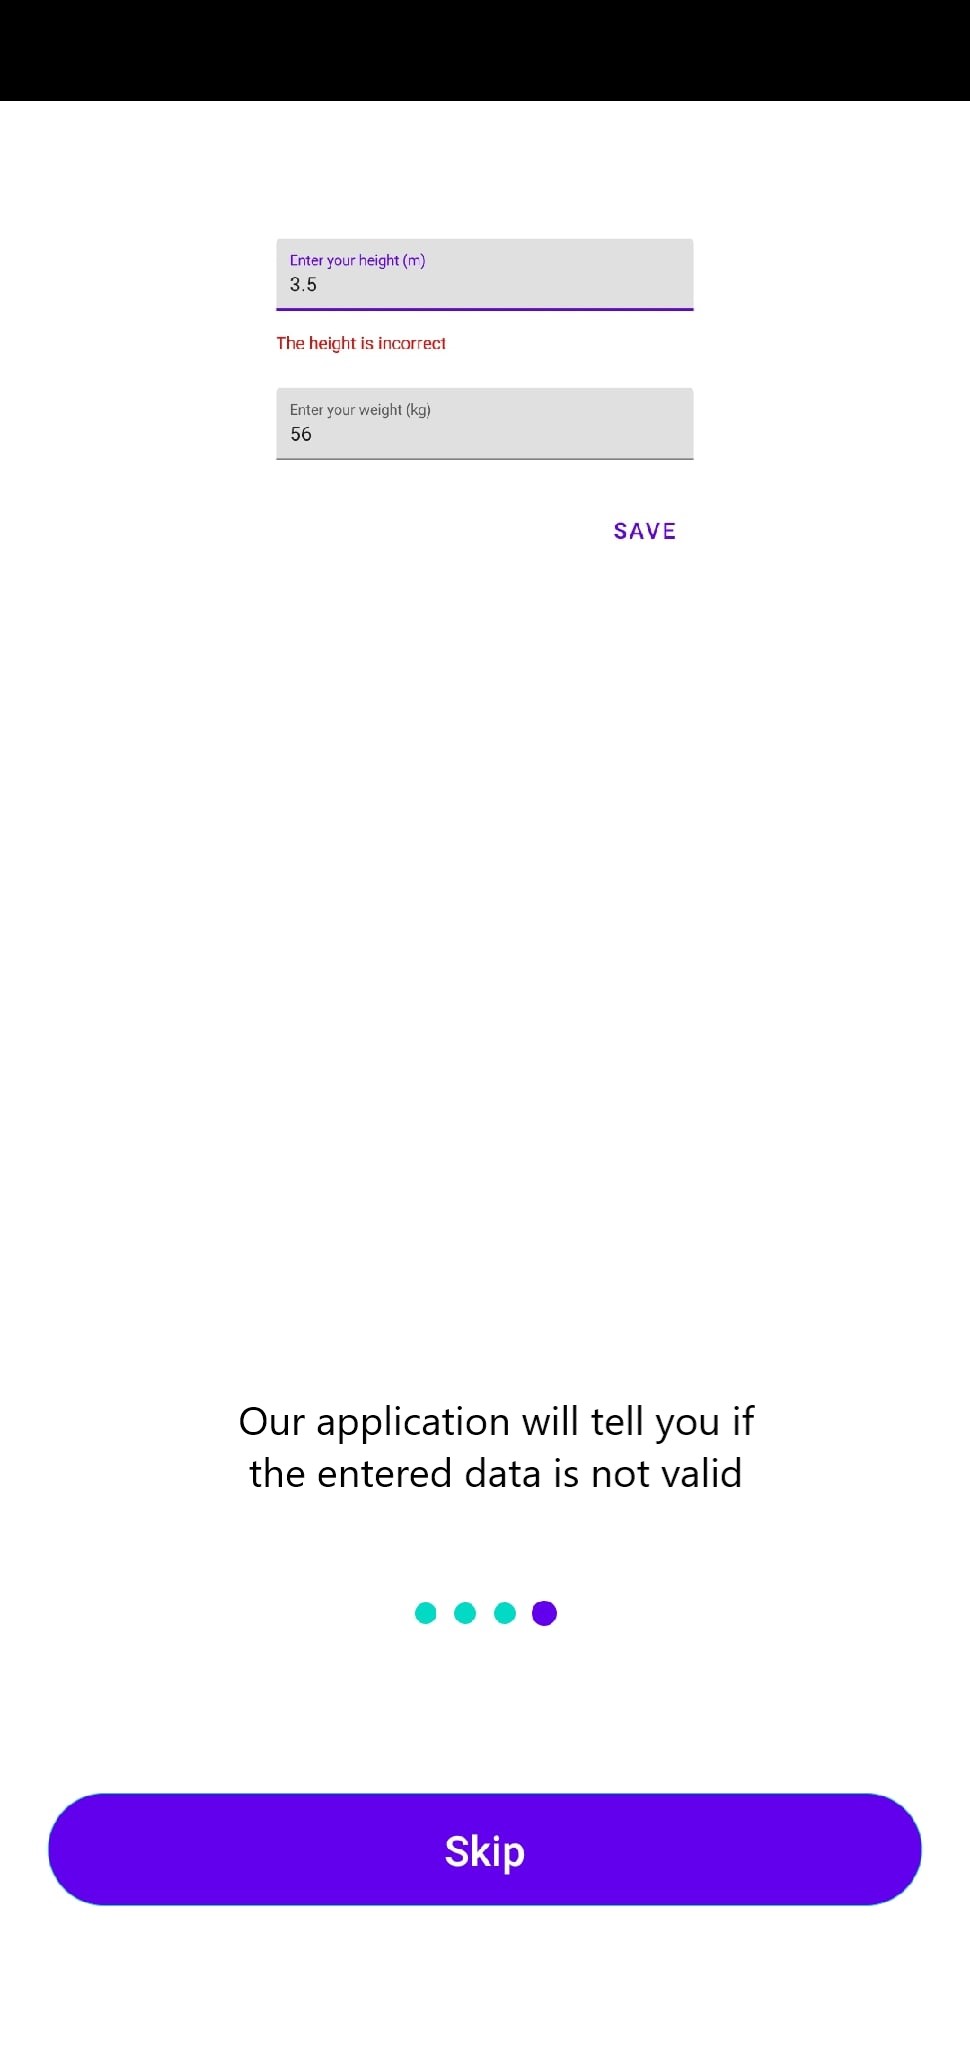 Enter your height (m)
3.5
The height is incorrect
Enter your weight (kg)
56
SAVE
Our application will tell you if
the entered data is not valid
Skip